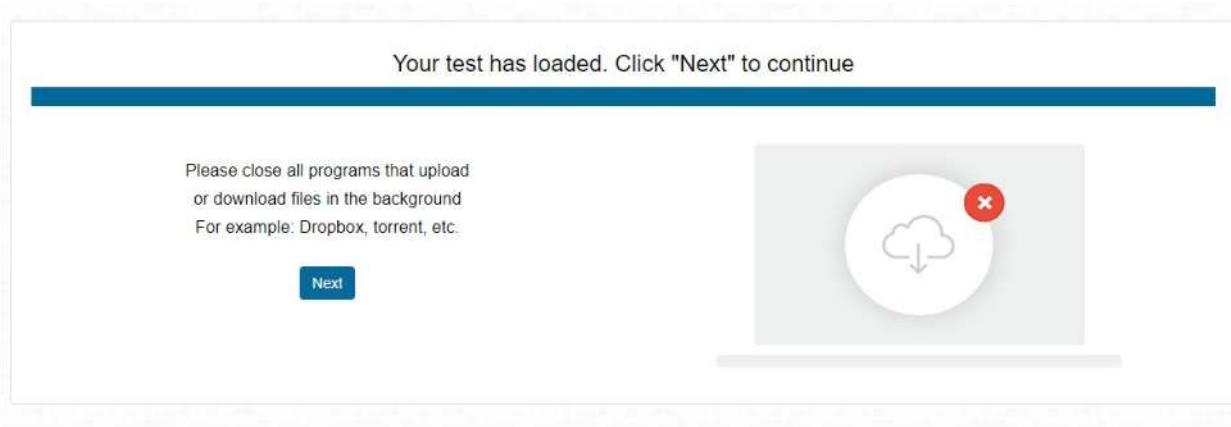 Your test has loaded. Click "Next" to continue
Please close all programs that upload
or download files in the background
For example: Dropbox, torrent, etc.
Next